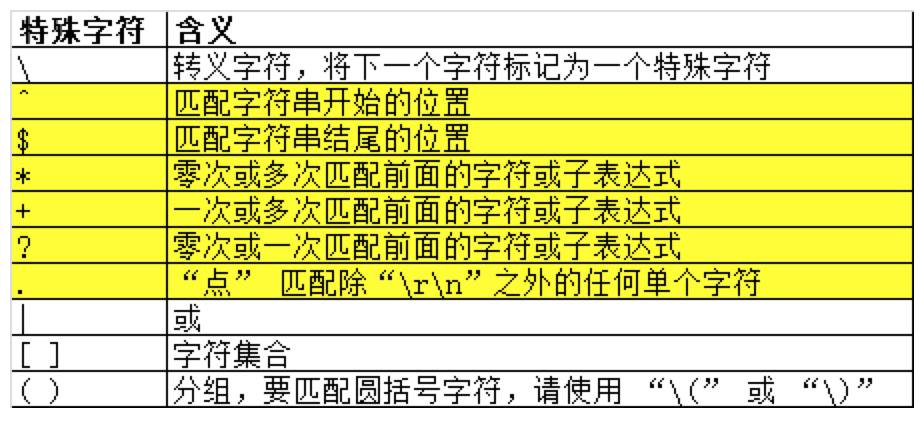 特殊字符 含义
\ 转义字符，将下一个字符标记为一个特殊字符
^ 匹配字符串开始的位置
$ 匹配字符串结尾的位置
* 零次或多次匹配前面的字符或子表达式
+ 一次或多次匹配前面的字符或子表达式
? 零次或一次匹配前面的字符或子表达式
. “点” 匹配除“\r\n”之外的任何单个字符
| 或
[ ] 字符集合
( ) 分组，要匹配圆括号字符，请使用 “\(” 或 “\)”